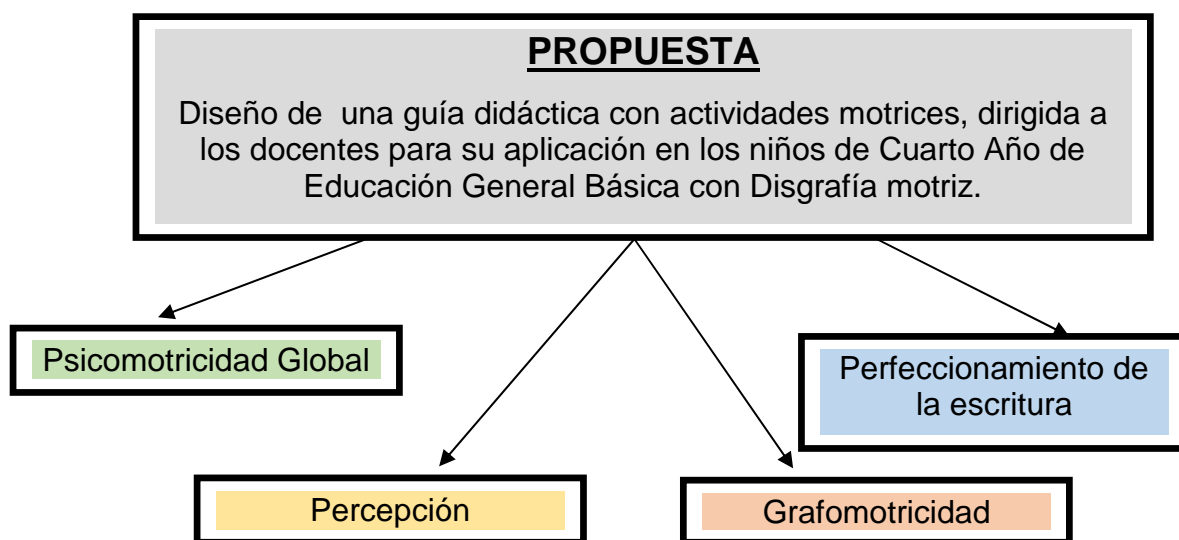 PROPUESTA
Diseño de una guía didáctica con actividades motrices, dirigida a
los docentes para su aplicación en los niños de Cuarto Año de
Educación General Básica con Disgrafía motriz.
Psicomotricidad Global
Perfeccionamiento de
la escritura
Percepción
Grafomotricidad